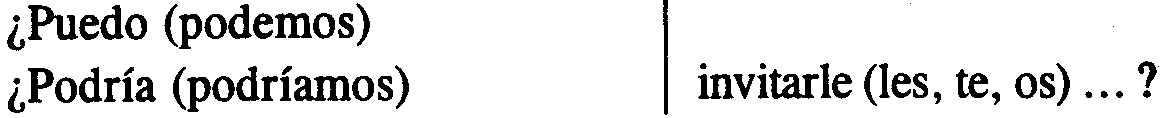 ¿Puedo (podemos)
¿Podría (podríamos)
invitarle (les, te, os) ... ?